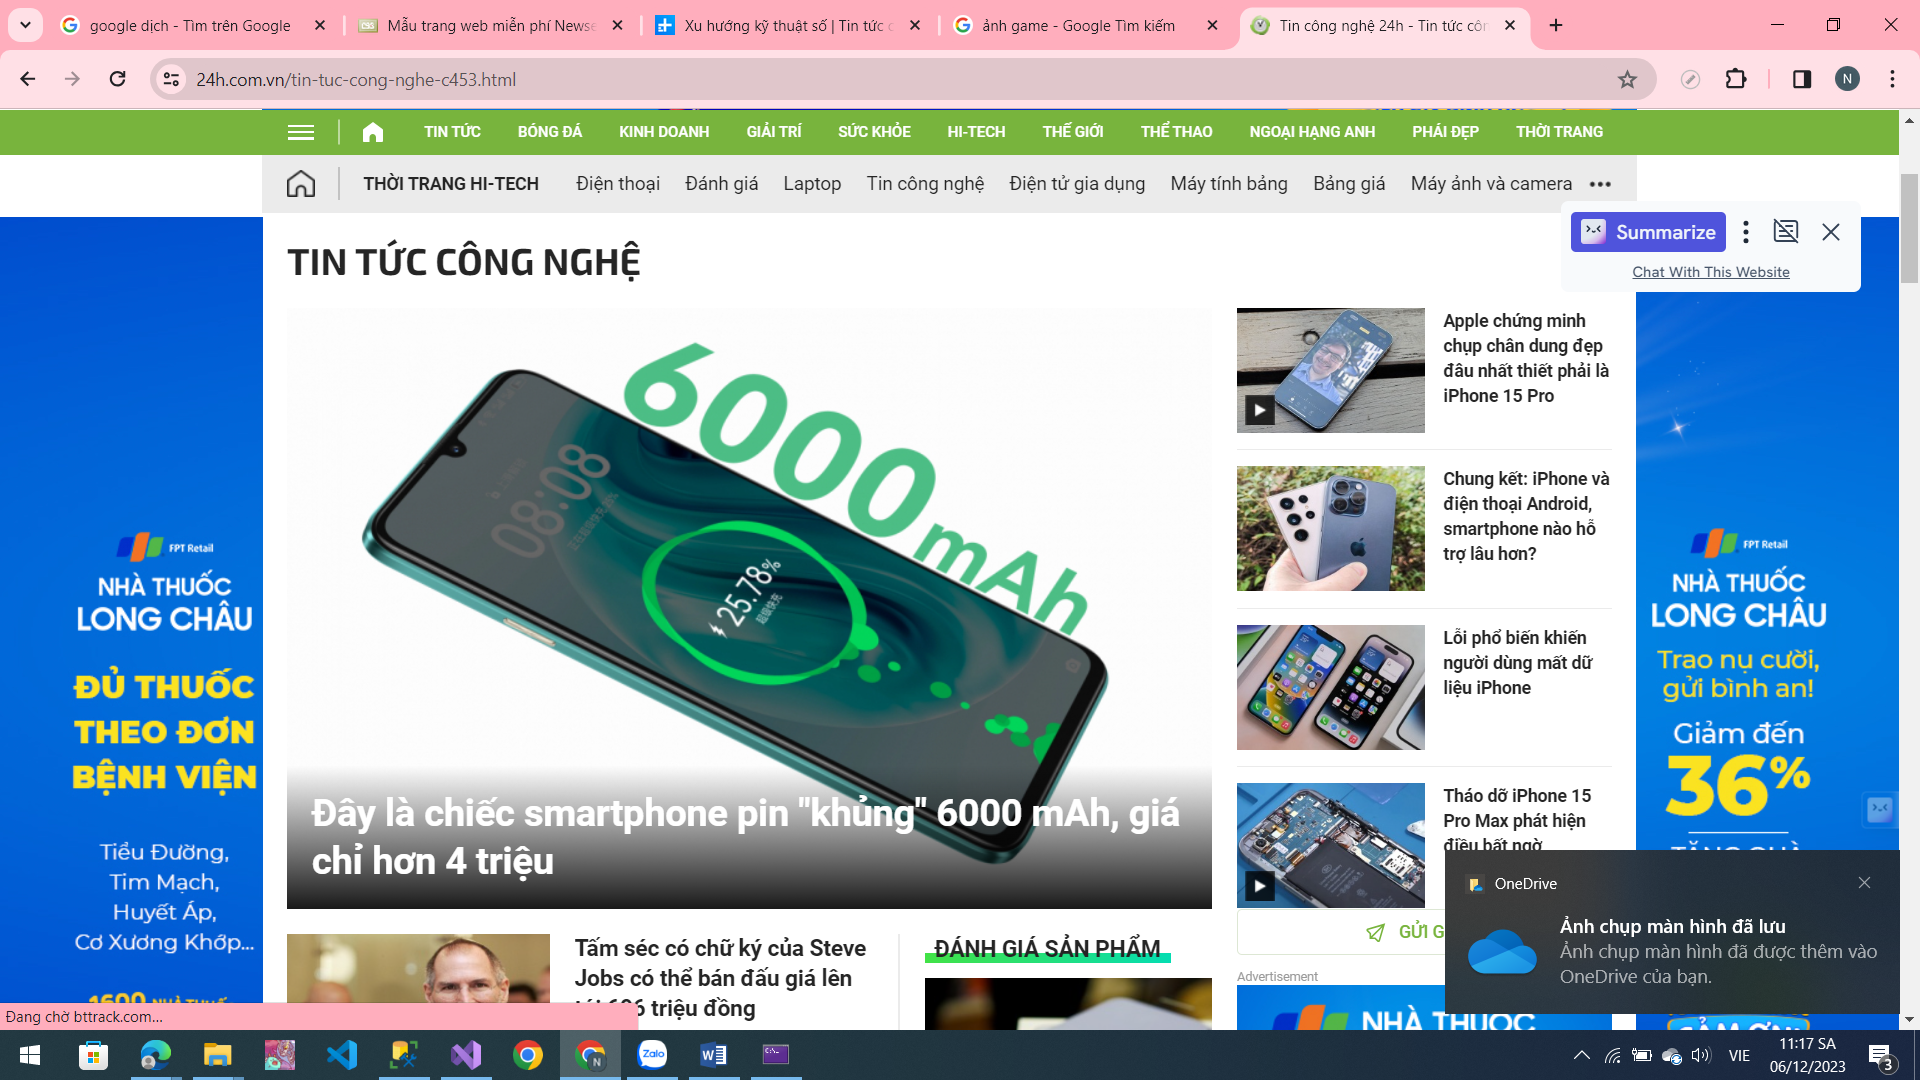 google dịch - Tìm trên Google
Mẫu trang web miễn phí Newse
Xu hướng kỹ thuật số | Tin tức c
ảnh game - Google Tìm kiếm
Tin công nghệ 24h - Tin tức côn
24h.com.vn/tin-tuc-cong-nghe-c453.html
N
TIN TỨC BÓNG ĐÁ KINH DOANH GIẢI TRÍ SỨC KHỎE HI-TECH THẾ GIỚI THỂ THAO NGOẠI HẠNG ANH PHÁI ĐẸP THỜI TRANG
THỜI TRANG HI-TECH Điện thoại Đánh giá Laptop Tin công nghệ Điện tử gia dụng Máy tính bảng Bảng giá Máy ảnh và camera
Summarize
Chat With This Website
TIN TỨC CÔNG NGHỆ
6000mAh
08:08
25.78%
超级快充
Đây là chiếc smartphone pin "khủng" 6000 mAh, giá
chỉ hơn 4 triệu
Apple chứng minh
chụp chân dung đẹp
đâu nhất thiết phải là
iPhone 15 Pro
Chung kết: iPhone và
điện thoại Android,
smartphone nào hỗ
trợ lâu hơn?
Lỗi phổ biến khiến
người dùng mất dữ
liệu iPhone
Tháo dỡ iPhone 15
Pro Max phát hiện
điều bất ngờ
FPT Retail
NHÀ THUỐC
LONG CHÂU
ĐỦ THUỐC
THEO ĐƠN
BỆNH VIỆN
Tiểu Đường,
Tim Mạch,
Huyết Áp,
Cơ Xương Khớp...
1600 NHÀ THUỐC
FPT Retail
NHÀ THUỐC
LONG CHÂU
Trao nụ cười,
gửi bình an!
Giảm đến
36%
TẶNG QUÀ
CẢM ƠN
Tấm séc có chữ ký của Steve
Jobs có thể bán đấu giá lên
tới 606 triệu đồng
ĐÁNH GIÁ SẢN PHẨM
GỬI G
Advertisement
NHÀ THUỐC
OneDrive
Ảnh chụp màn hình đã lưu
Ảnh chụp màn hình đã được thêm vào
OneDrive của bạn.
Đang chờ bttrack.com...
Zalo
VIE
11:17 SA
06/12/2023
3